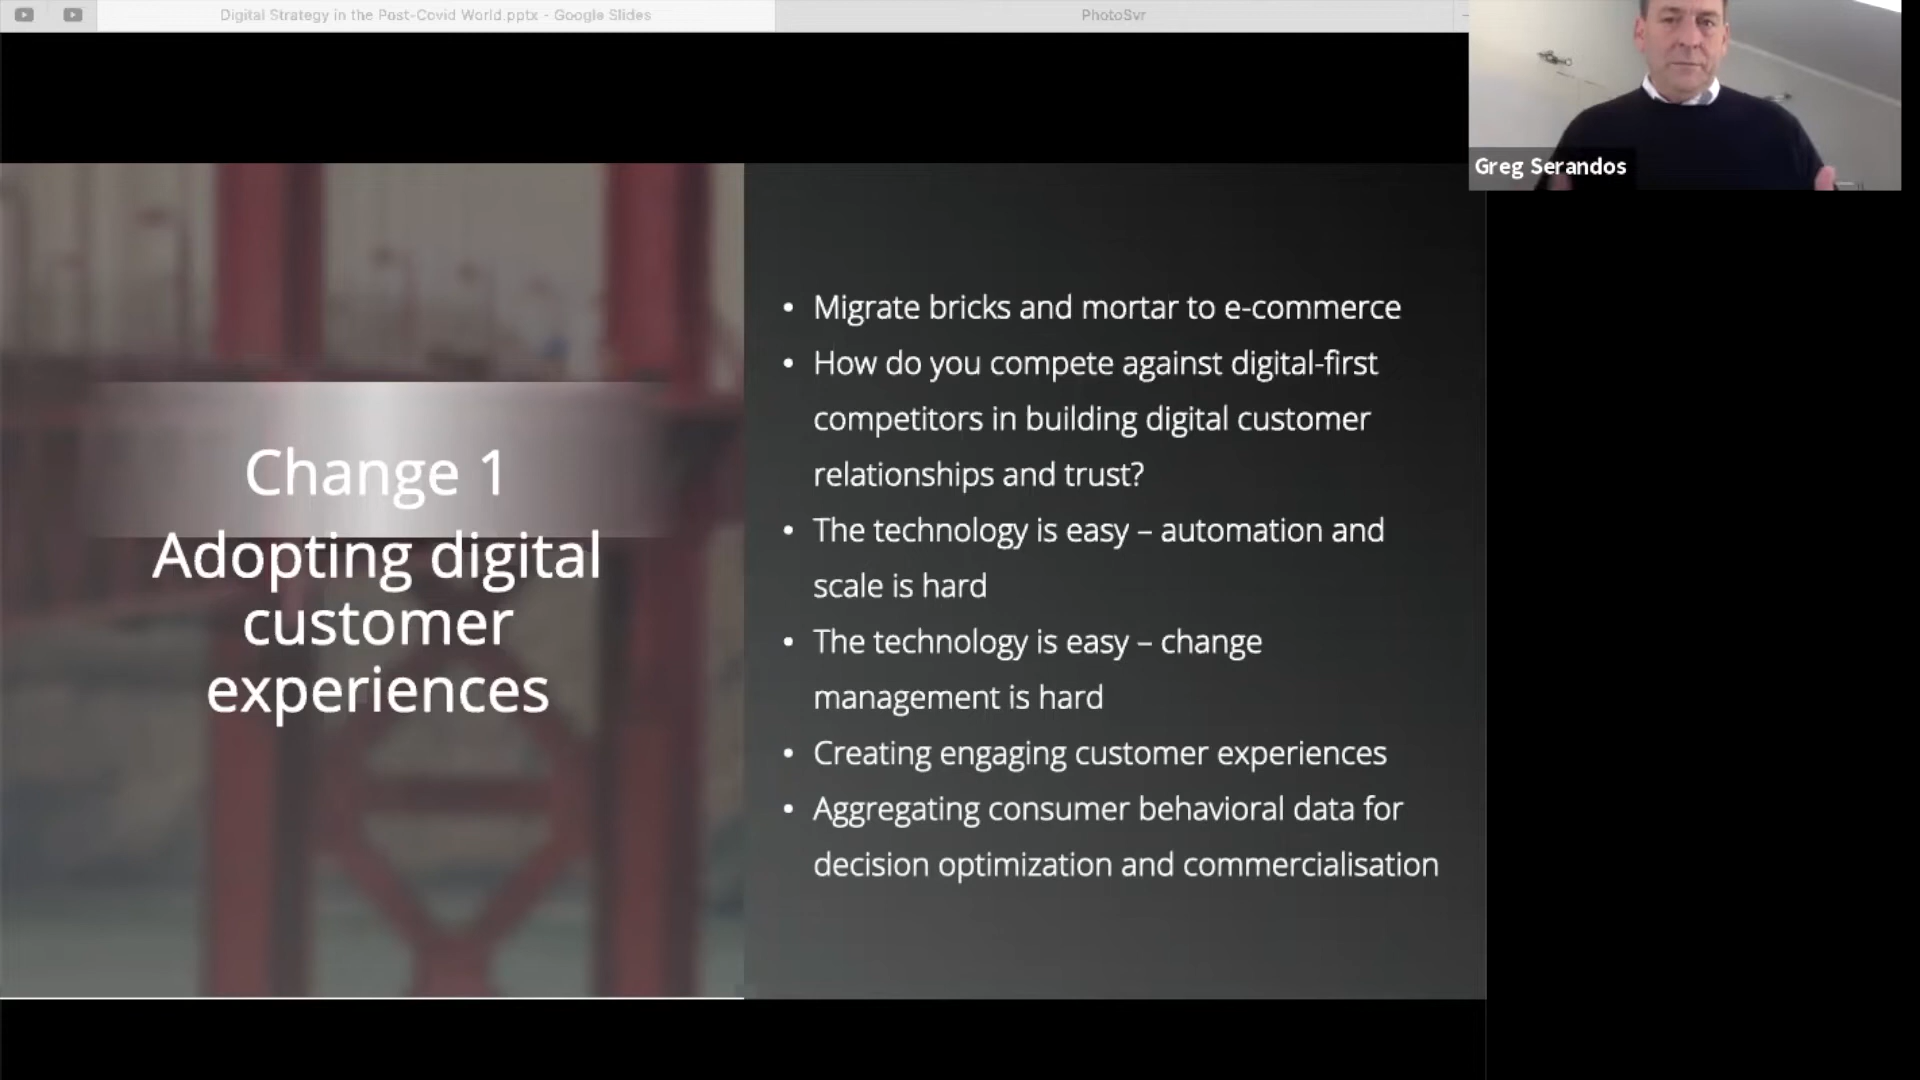 Digital Strategy in the Post-Covid World.pptx - Google Slides
PhotoSvr
Greg Serandos
Change 1
Adopting digital
customer
experiences
• Migrate bricks and mortar to e-commerce
• How do you compete against digital-first
competitors in building digital customer
relationships and trust?
• The technology is easy – automation and
scale is hard
• The technology is easy – change
management is hard
• Creating engaging customer experiences
• Aggregating consumer behavioral data for
decision optimization and commercialisation